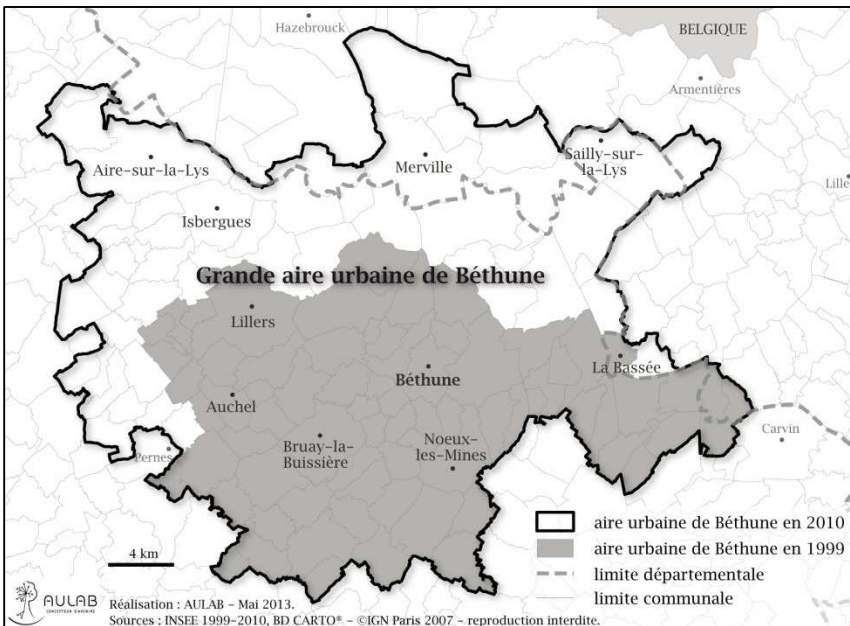 Hazebrouck
BELGIQUE
Armentières
Aire-sur-la-Lys
Merville
Sailly-sur-
la-Lys
Lille
Isbergues
Grande aire urbaine de Béthune
Lillers
La Bassée
Béthune
Auchel
Bruay-la-
Buissière
Noeux-
les-Mines
Carvin
Pernes
4 km
aire urbaine de Béthune en 2010
aire urbaine de Béthune en 1999
limite départementale
limite communale
AULAB
Réalisation : AULAB - Mai 2013.
Sources : INSEE 1999-2010, BD CARTO® - ©IGN Paris 2007 - reproduction interdite.